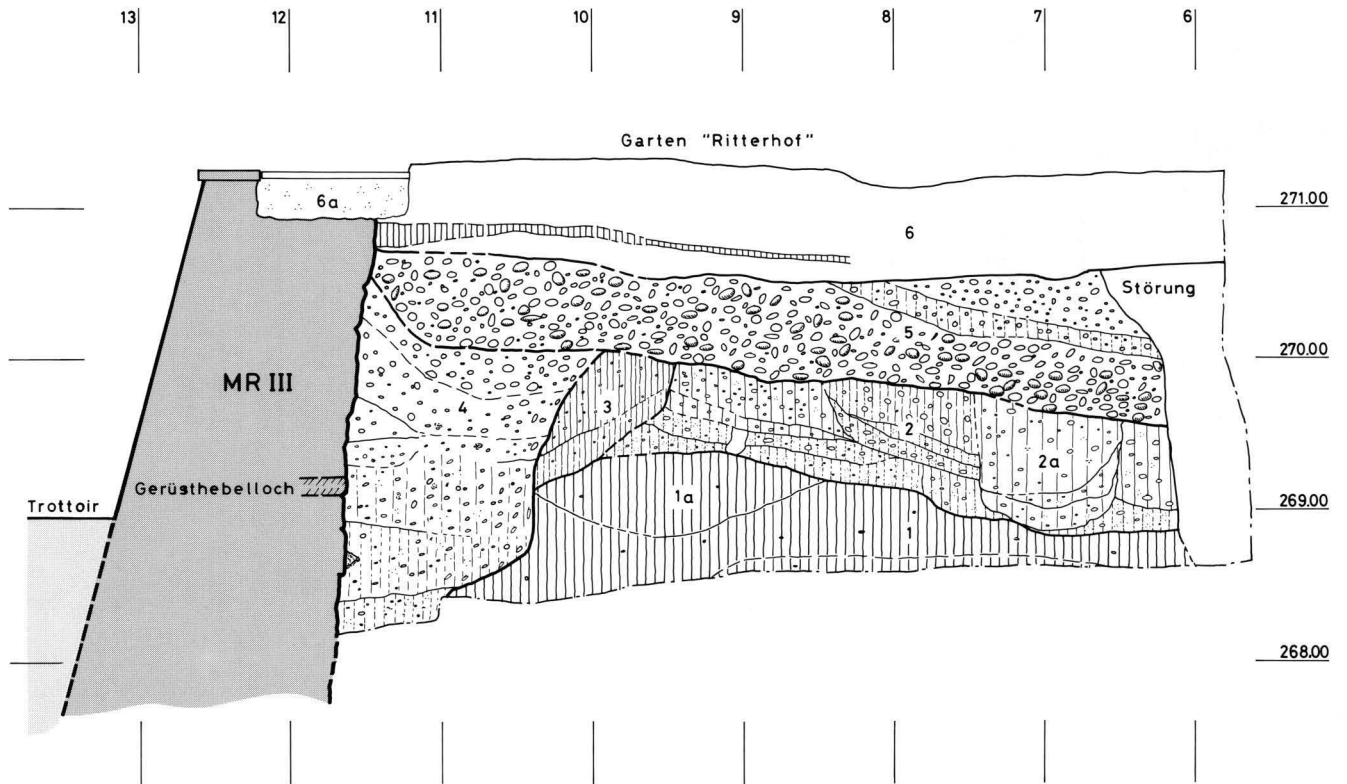 13 12 11 10 9 8 7 6
Garten "Ritterhof"
271.00
6a
6
Störung
5
270.00
MR III
4
3
2
2a
Gerüsthebelloch
1a
Trottoir
269.00
1
268.00